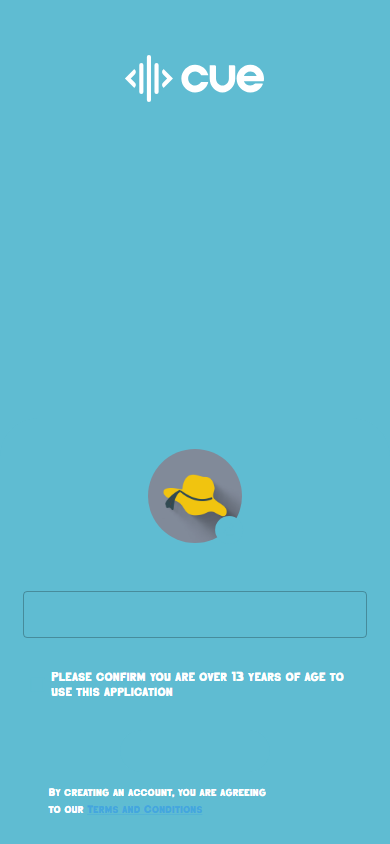 cue
Please confirm you are over 13 years of age to
use this application
By creating an account, you are agreeing
to our Terms and Conditions